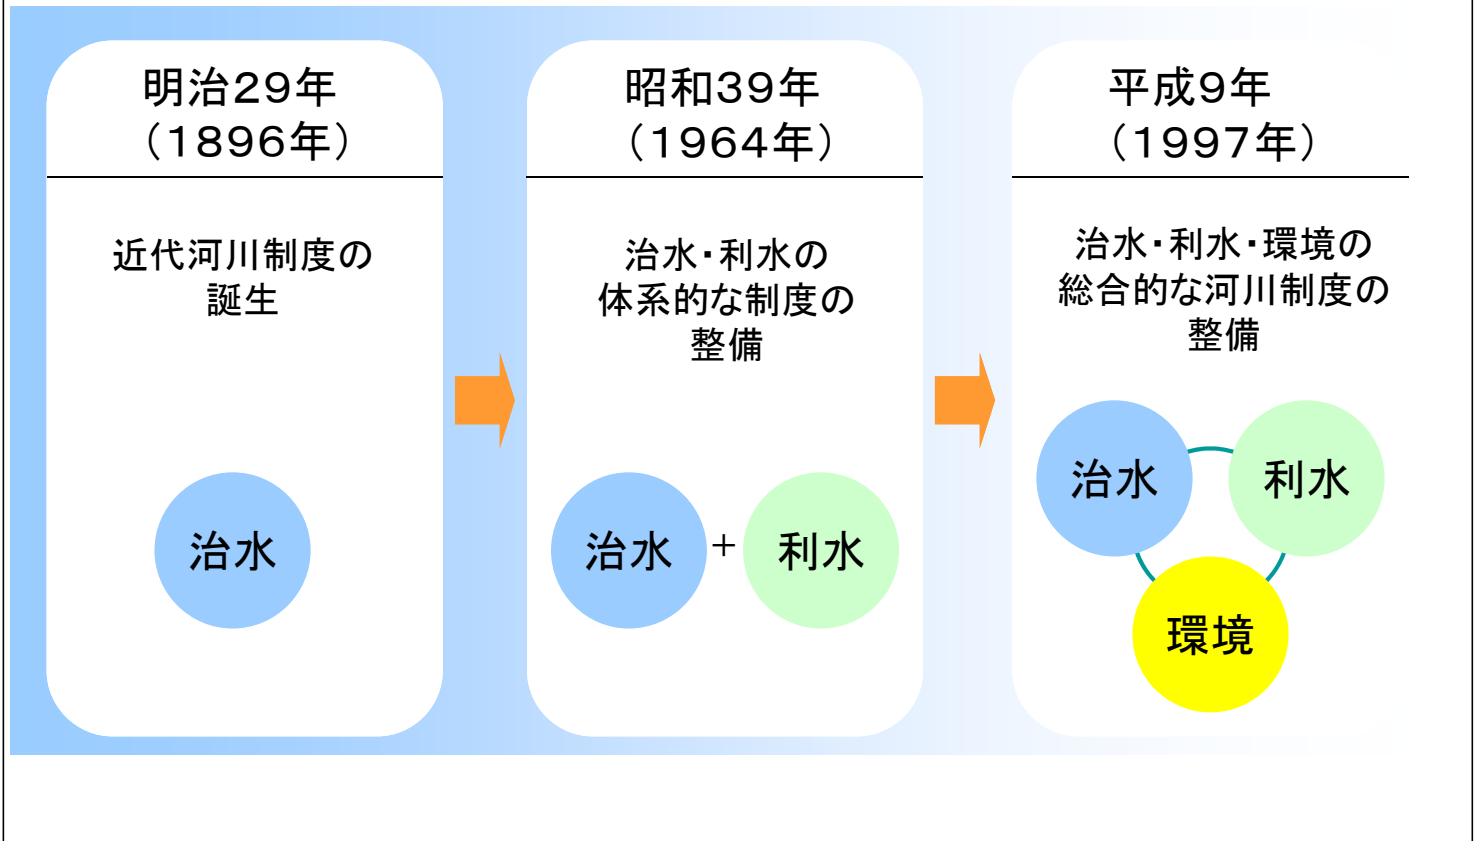 明治29年
（1896年）
近代河川制度の
誕生
治水
昭和39年
（1964年）
治水・利水の
体系的な制度の
整備
治水
+
利水
平成9年
（1997年）
治水・利水・環境の
総合的な河川制度の
整備
治水
利水
環境